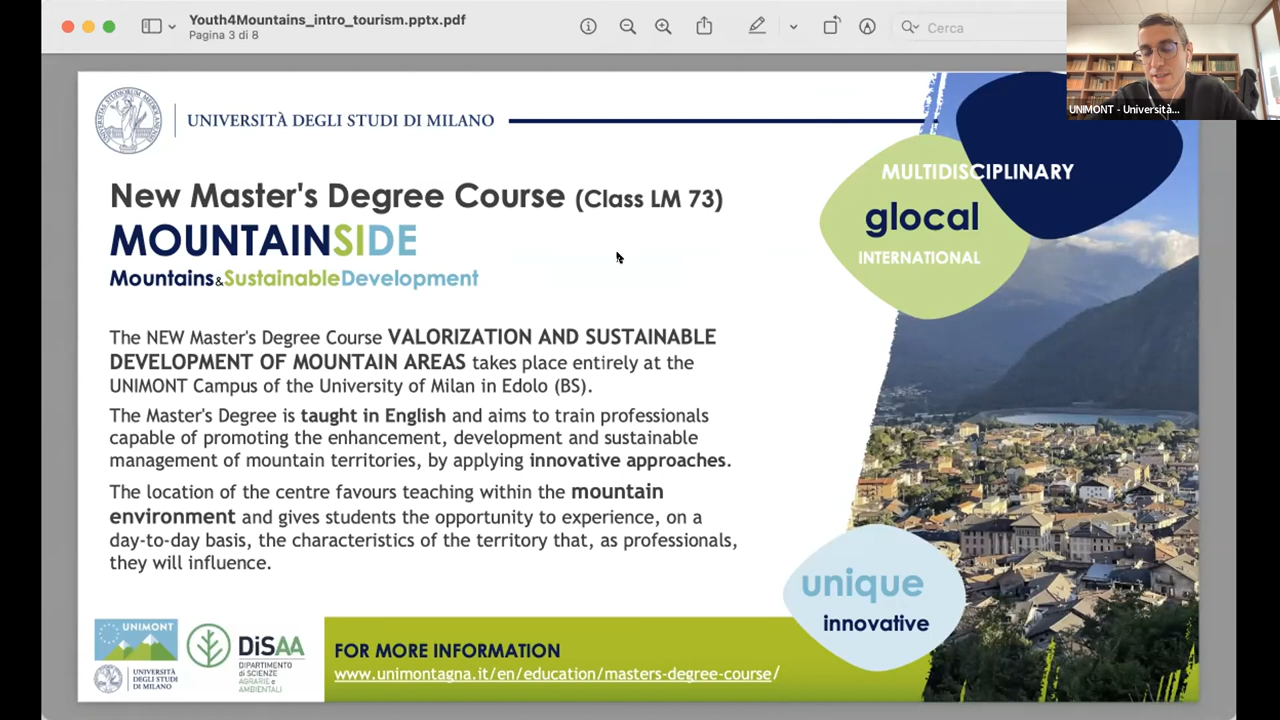 Youth4Mountains_intro_tourism.pptx.pdf
Pagina 3 di 8
Cerca
UNIMONT - Università...
UNIVERSITÀ DEGLI STUDI DI MILANO
New Master's Degree Course (Class LM 73)
MOUNTAINSIDE
Mountains&SustainableDevelopment
MULTIDISCIPLINARY
glocal
INTERNATIONAL
The NEW Master's Degree Course VALORIZATION AND SUSTAINABLE
DEVELOPMENT OF MOUNTAIN AREAS takes place entirely at the
UNIMONT Campus of the University of Milan in Edolo (BS).
The Master's Degree is taught in English and aims to train professionals
capable of promoting the enhancement, development and sustainable
management of mountain territories, by applying innovative approaches.
The location of the centre favours teaching within the mountain
environment and gives students the opportunity to experience, on a
day-to-day basis, the characteristics of the territory that, as professionals,
they will influence.
unique
innovative
UNIMONT
UNIVERSITÀ
DEGLI STUDI
DI MILANO
DiSAA
DIPARTIMENTO
DI SCIENZE
AGRARIE e
AMBIENTALI
FOR MORE INFORMATION
www.unimontagna.it/en/education/masters-degree-course/